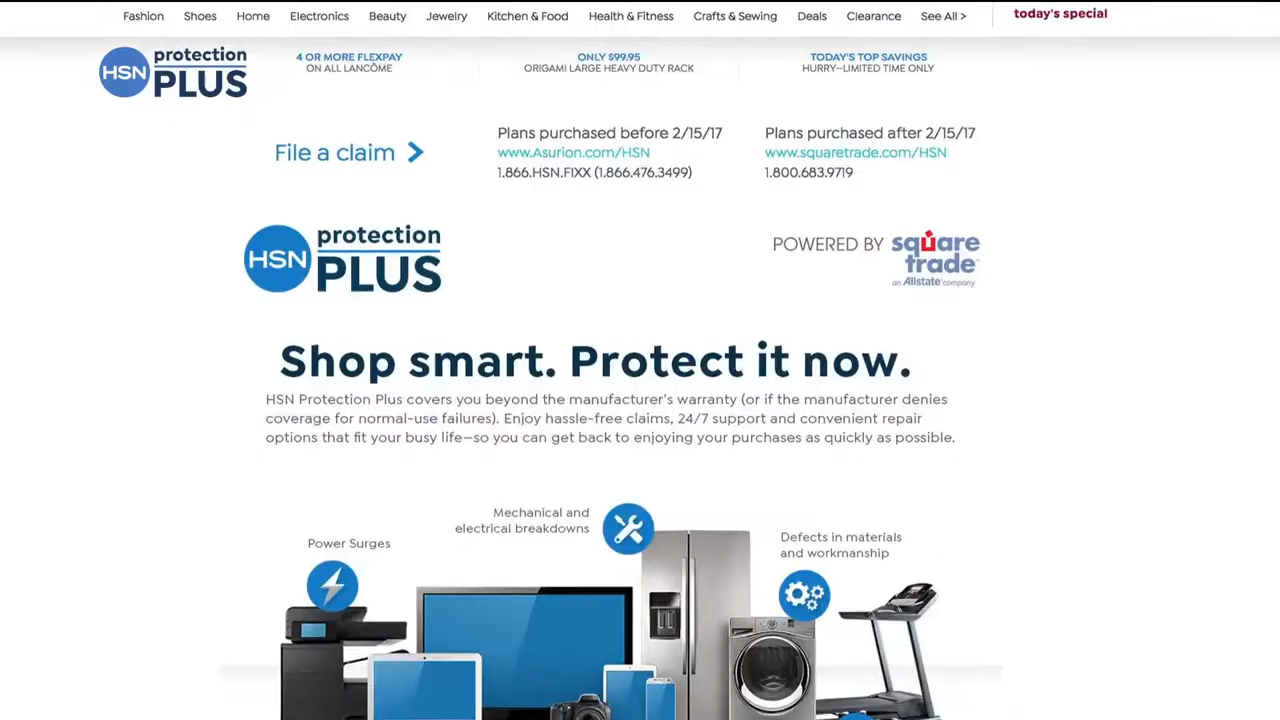 Fashion Shoes Home Electronics Beauty Jewelry Kitchen & Food Health & Fitness Crafts & Sewing Deals Clearance See All > today's special
HSN protection PLUS
4 OR MORE FLEXPAY
ON ALL LANCÔME
ONLY $99.95
ORIGAMI LARGE HEAVY DUTY RACK
TODAY'S TOP SAVINGS
HURRY—LIMITED TIME ONLY
File a claim
Plans purchased before 2/15/17
www.Asurion.com/HSN
1.866.HSN.FIXX (1.866.476.3499)
Plans purchased after 2/15/17
www.squaretrade.com/HSN
1.800.683.9719
HSN protection PLUS
POWERED BY square trade
an Allstate company
Shop smart. Protect it now.
HSN Protection Plus covers you beyond the manufacturer's warranty (or if the manufacturer denies
coverage for normal-use failures). Enjoy hassle-free claims, 24/7 support and convenient repair
options that fit your busy life—so you can get back to enjoying your purchases as quickly as possible.
Mechanical and
electrical breakdowns
Power Surges
Defects in materials
and workmanship